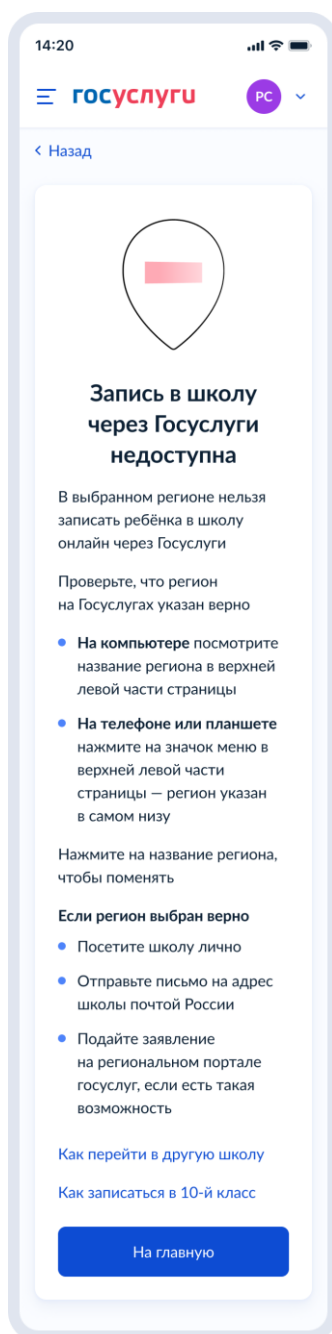 14:20
госуслуги
РС
Назад
Запись в школу
через Госуслуги
недоступна
В выбранном регионе нельзя
записать ребёнка в школу
онлайн через Госуслуги
Проверьте, что регион
на Госуслугах указан верно
На компьютере посмотрите
название региона в верхней
левой части страницы
На телефоне или планшете
нажмите на значок меню в
верхней левой части
страницы — регион указан
в самом низу
Нажмите на название региона,
чтобы поменять
Если регион выбран верно
Посетите школу лично
Отправьте письмо на адрес
школы почтой России
Подайте заявление
на региональном портале
госуслуг, если есть такая
возможность
Как перейти в другую школу
Как записаться в 10-й класс
На главную